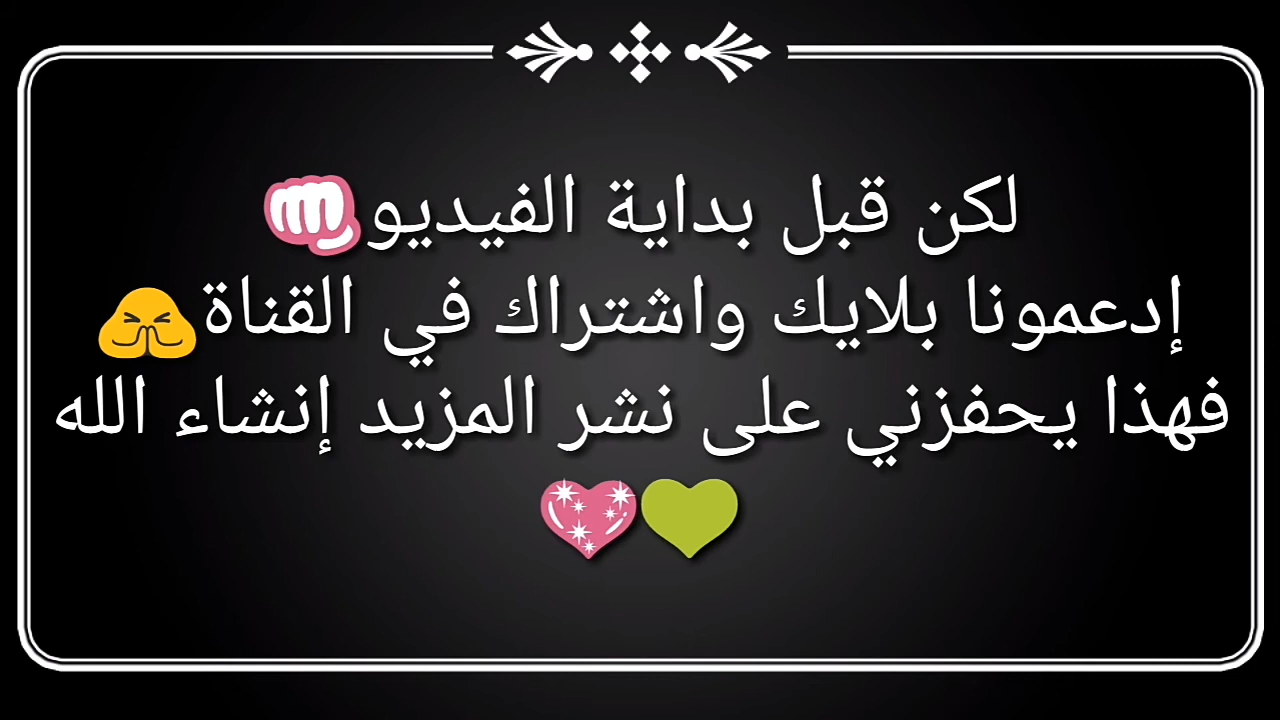 لكن قبل بداية الفيديو👊
إدعمونا بلايك واشتراك في القناة🙏
فهذا يحفزني على نشر المزيد إنشاء الله
💚💖